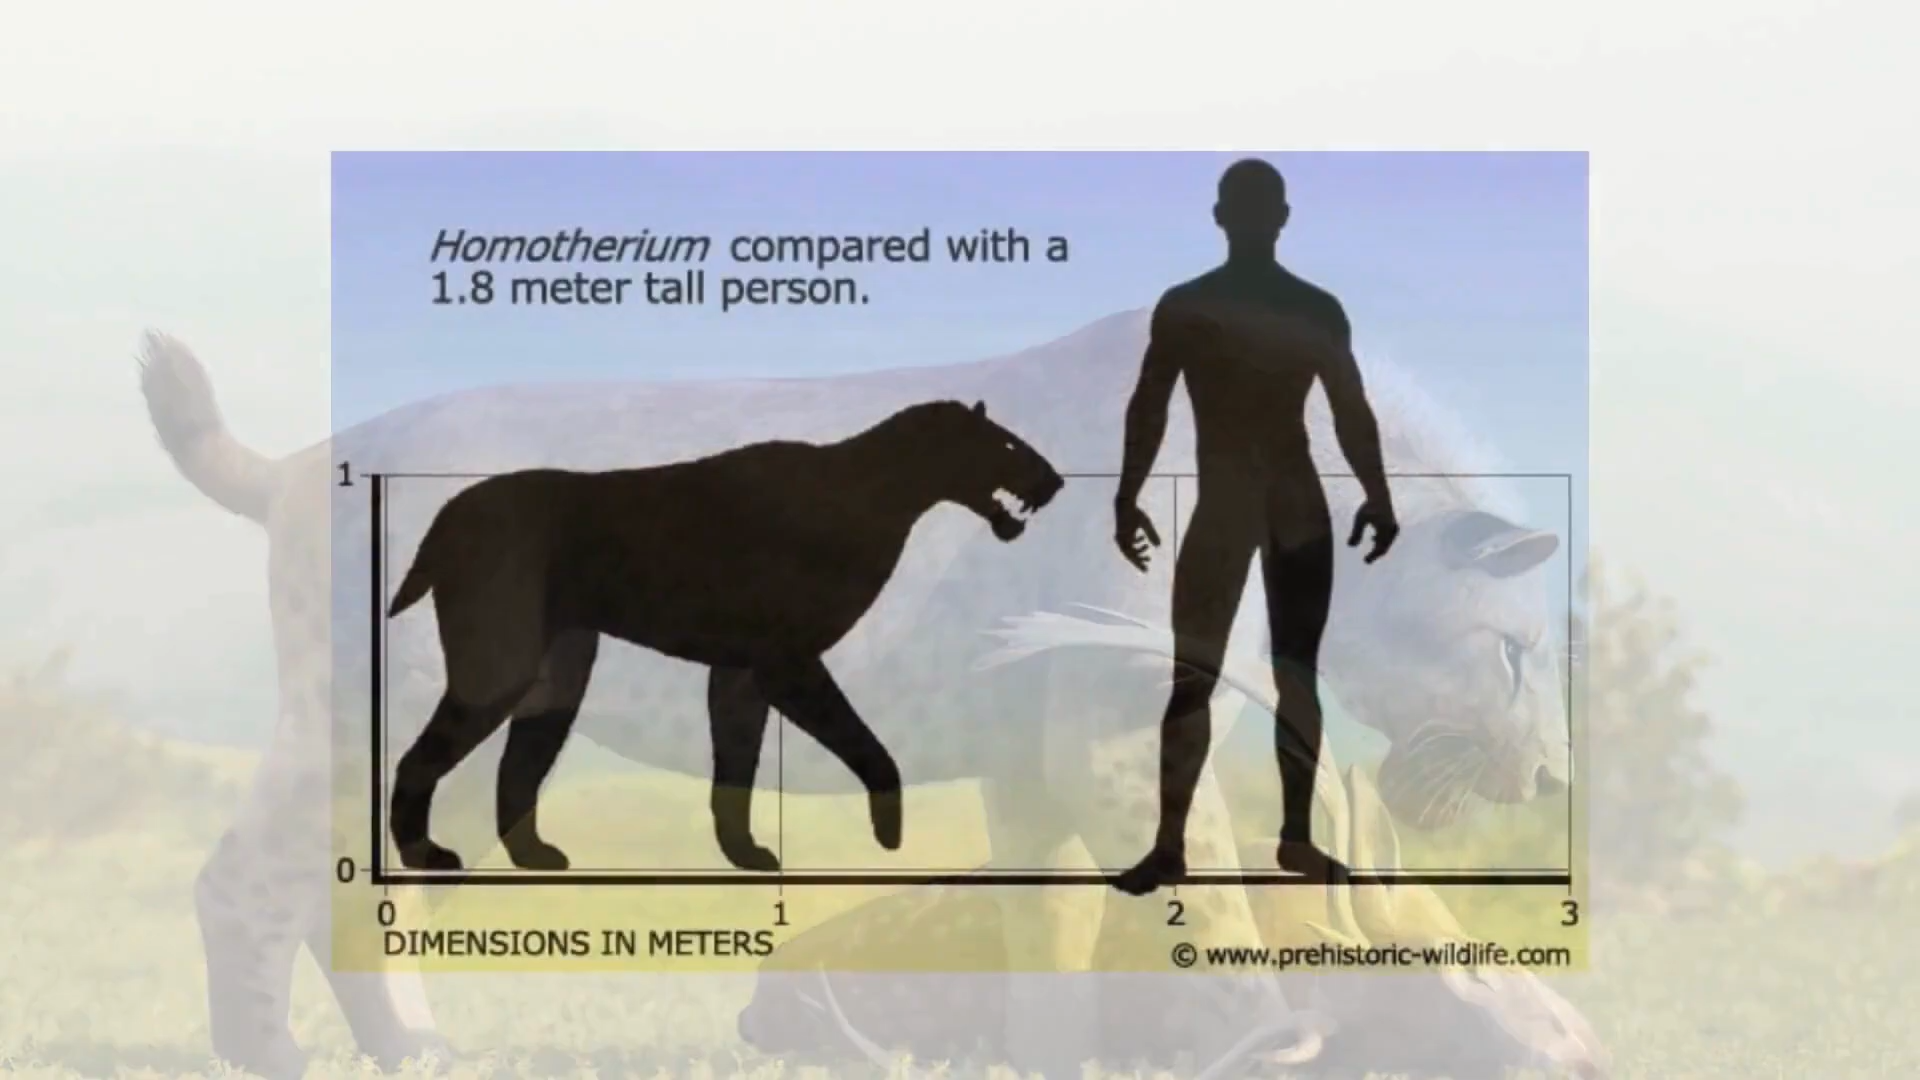 Homotherium compared with a
1.8 meter tall person.
1
0
0 1 2 3
DIMENSIONS IN METERS
© www.prehistoric-wildlife.com